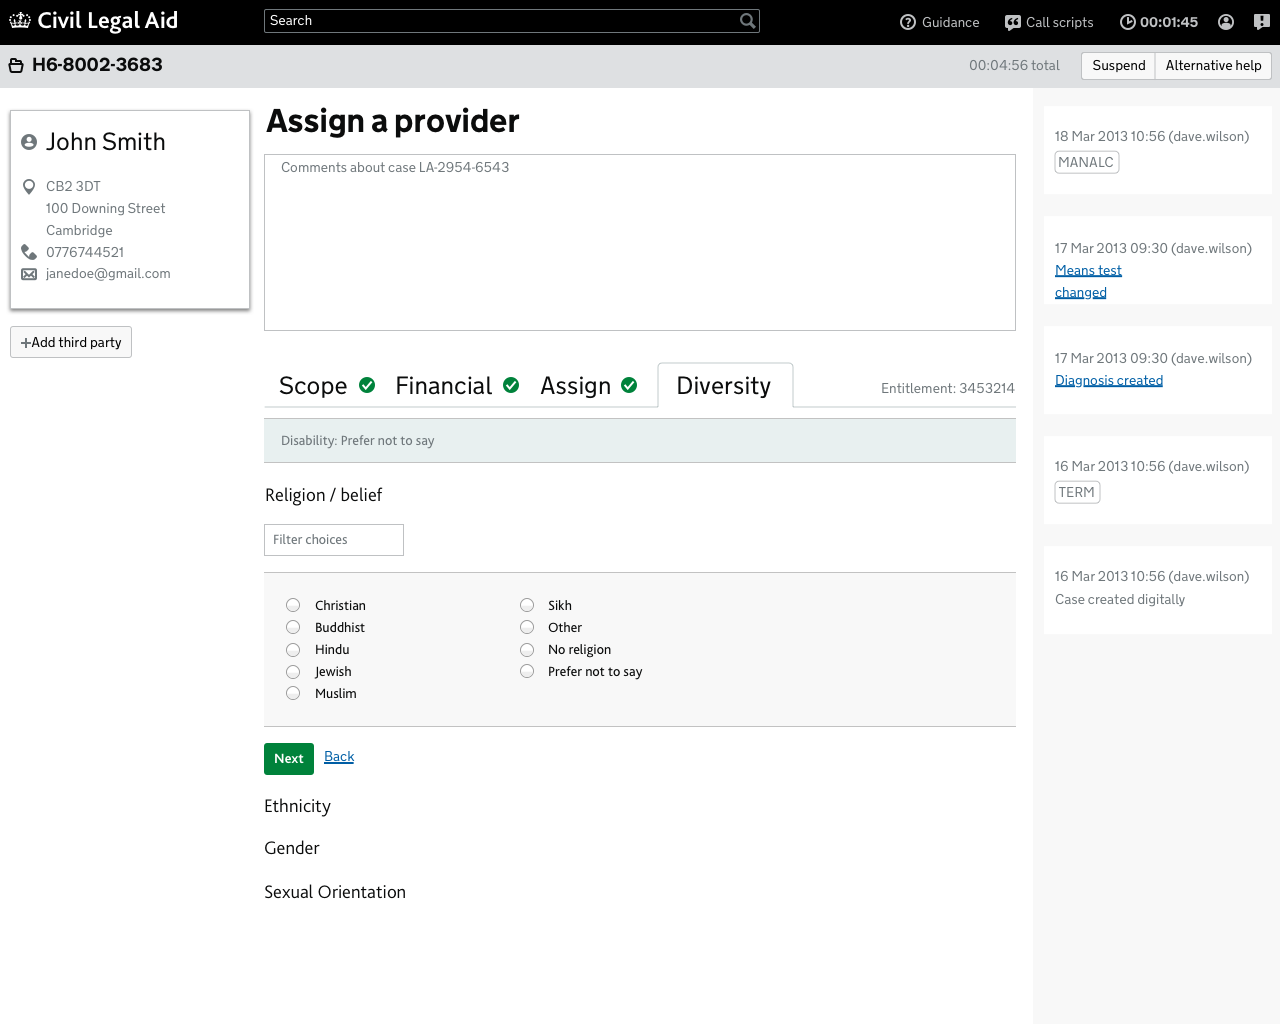 Civil Legal Aid
Search
Guidance
Call scripts
00:01:45
H6-8002-3683
00:04:56 total
Suspend
Alternative help
John Smith
CB2 3DT
100 Downing Street
Cambridge
0776744521
janedoe@gmail.com
+Add third party
Assign a provider
Comments about case LA-2954-6543
Scope
Financial
Assign
Diversity
Entitlement: 3453214
Disability: Prefer not to say
Religion / belief
Filter choices
Christian
Buddhist
Hindu
Jewish
Muslim
Sikh
Other
No religion
Prefer not to say
Next
Back
Ethnicity
Gender
Sexual Orientation
18 Mar 2013 10:56 (dave.wilson)
MANALC
17 Mar 2013 09:30 (dave.wilson)
Means test
changed
17 Mar 2013 09:30 (dave.wilson)
Diagnosis created
16 Mar 2013 10:56 (dave.wilson)
TERM
16 Mar 2013 10:56 (dave.wilson)
Case created digitally